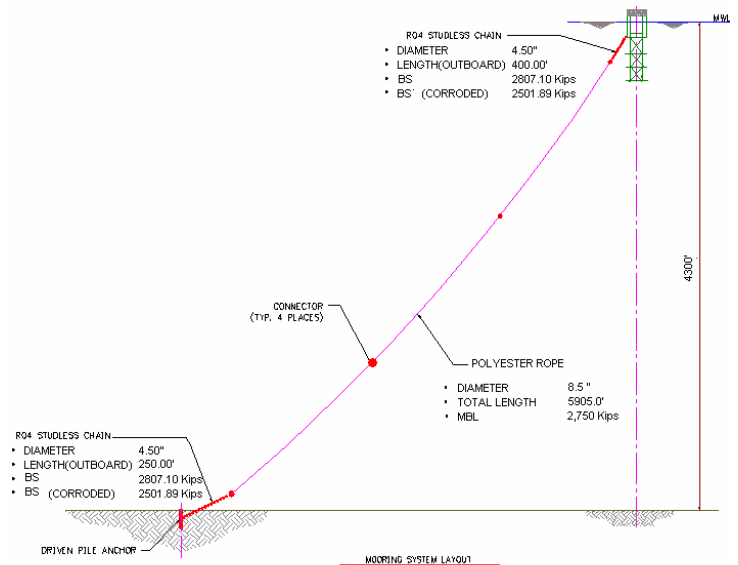 MWL
RQ4 STUDLESS CHAIN
• DIAMETER 4.50"
• LENGTH(OUTBOARD) 400.00'
• BS 2807.10 Kips
• BS' (CORRODED) 2501.89 Kips
4300'
CONNECTOR
(TYP. 4 PLACES)
POLYESTER ROPE
• DIAMETER 8.5 "
• TOTAL LENGTH 5905.0'
• MBL 2,750 Kips
RQ4 STUDLESS CHAIN
• DIAMETER 4.50"
• LENGTH(OUTBOARD) 250.00'
• BS 2807.10 Kips
• BS (CORRODED) 2501.89 Kips
DRIVEN PILE ANCHOR
MOORING SYSTEM LAYOUT